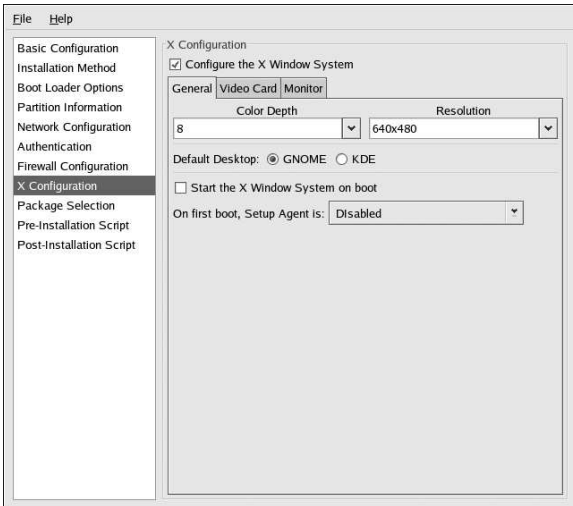 File Help
Basic Configuration
Installation Method
Boot Loader Options
Partition Information
Network Configuration
Authentication
Firewall Configuration
X Configuration
Package Selection
Pre-Installation Script
Post-Installation Script
X Configuration
Configure the X Window System
General Video Card Monitor
Color Depth Resolution
8 640x480
Default Desktop: GNOME KDE
Start the X Window System on boot
On first boot, Setup Agent is: DIsabled